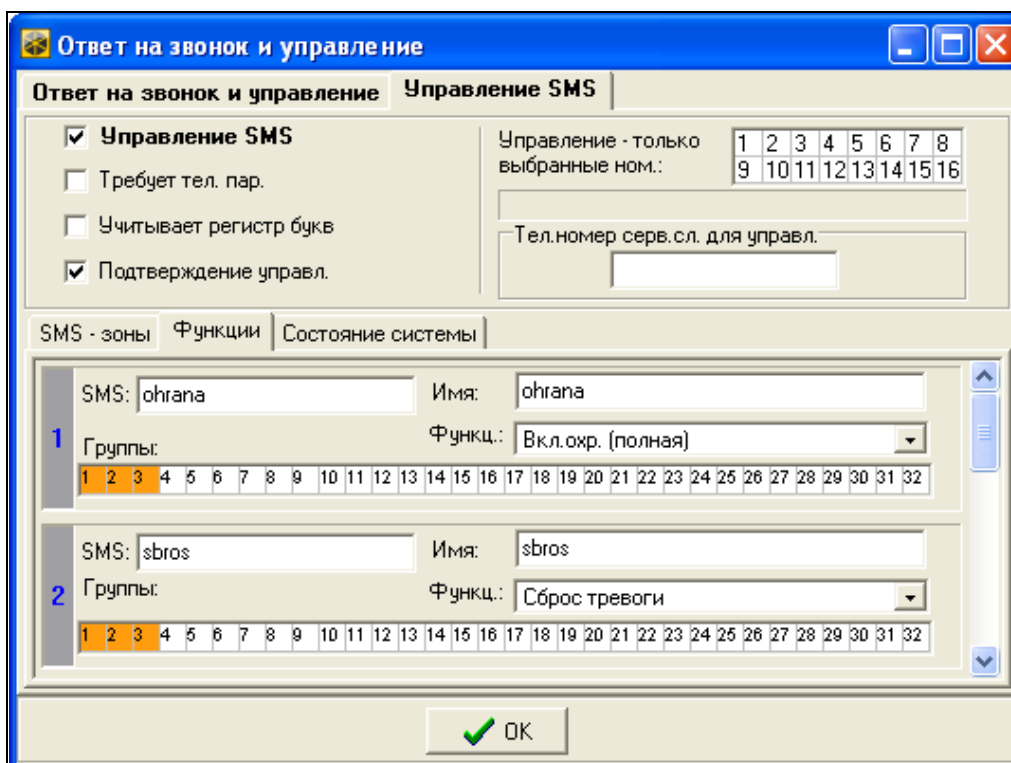 Ответ на звонок и управление
Ответ на звонок и управление Управление SMS
Управление SMS
Требует тел. пар.
Учитывает регистр букв
Подтверждение управл.
Управление - только
выбранные ном.:
1 2 3 4 5 6 7 8
9 10 11 12 13 14 15 16
Тел.номер серв.сл. для управл.
SMS - зоны Функции Состояние системы
1
SMS: ohrana Имя: ohrana
Группы: Функц.: Вкл.охр. (полная)
1 2 3 4 5 6 7 8 9 10 11 12 13 14 15 16 17 18 19 20 21 22 23 24 25 26 27 28 29 30 31 32
2
SMS: sbros Имя: sbros
Группы: Функц.: Сброс тревоги
1 2 3 4 5 6 7 8 9 10 11 12 13 14 15 16 17 18 19 20 21 22 23 24 25 26 27 28 29 30 31 32
OK